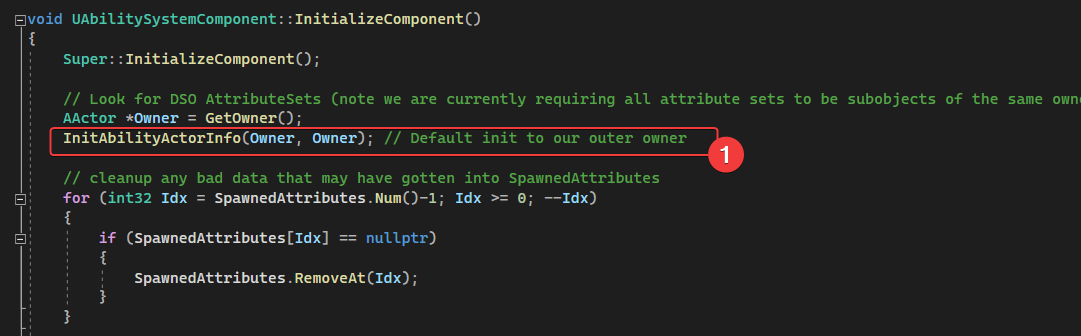 void UAbilitySystemComponent::InitializeComponent()
{
Super::InitializeComponent();
// Look for DSO AttributeSets (note we are currently requiring all attribute sets to be subobjects of the same
AActor *Owner = GetOwner();
InitAbilityActorInfo(Owner, Owner); // Default init to our outer owner
1
// cleanup any bad data that may have gotten into SpawnedAttributes
for (int32 Idx = SpawnedAttributes.Num()-1; Idx >= 0; --Idx)
{
if (SpawnedAttributes[Idx] == nullptr)
{
SpawnedAttributes.RemoveAt(Idx);
}
}